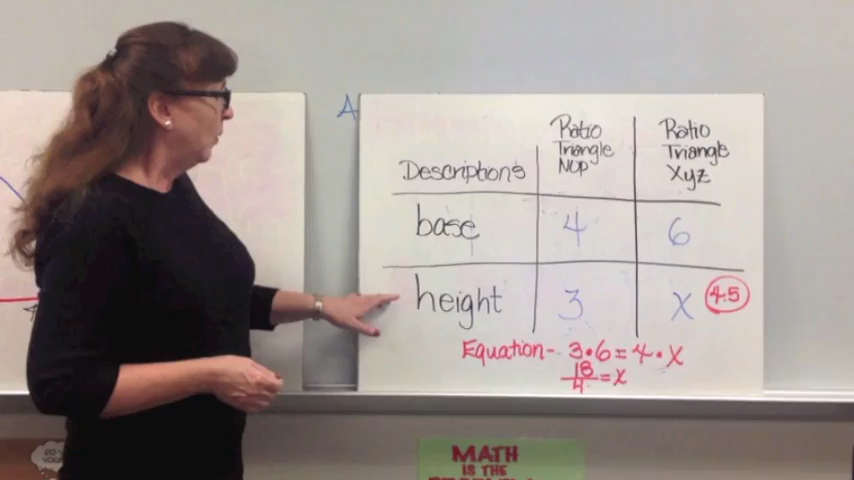 A
Descriptions
Ratio
Triangle
NOP
Ratio
Triangle
Xyz
base 4 6
height 3 x 4.5
Equation- 3•6=4•x
18/4=x
MATH
IS THE